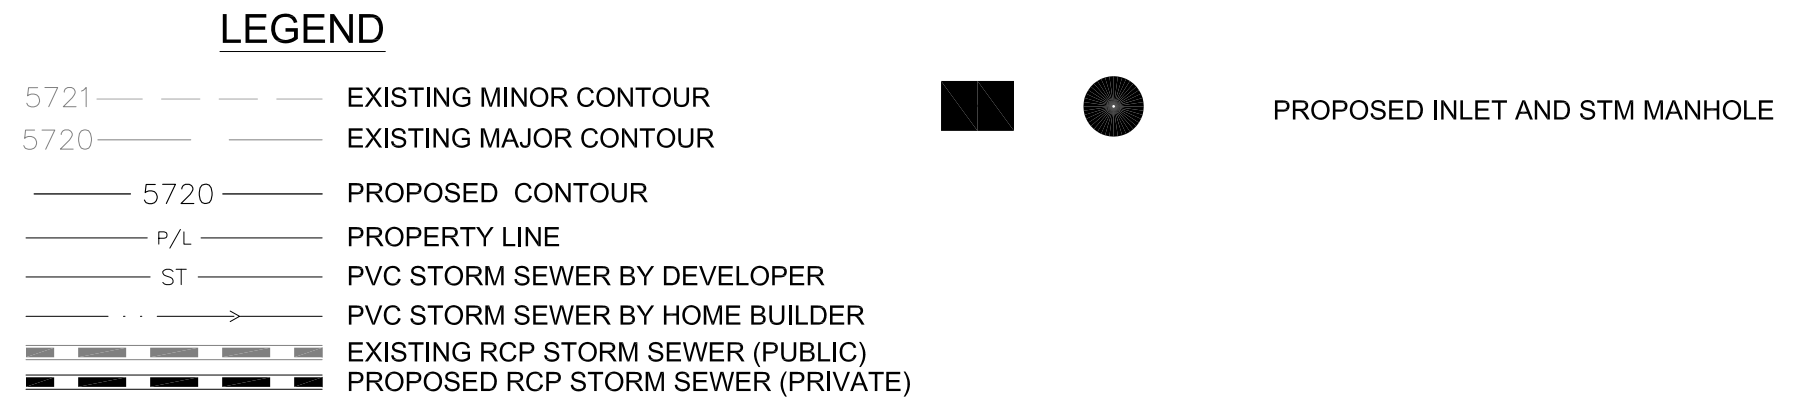 LEGEND
5721 EXISTING MINOR CONTOUR
5720 EXISTING MAJOR CONTOUR
5720 PROPOSED CONTOUR
P/L PROPERTY LINE
ST PVC STORM SEWER BY DEVELOPER
PVC STORM SEWER BY HOME BUILDER
EXISTING RCP STORM SEWER (PUBLIC)
PROPOSED RCP STORM SEWER (PRIVATE)
PROPOSED INLET AND STM MANHOLE